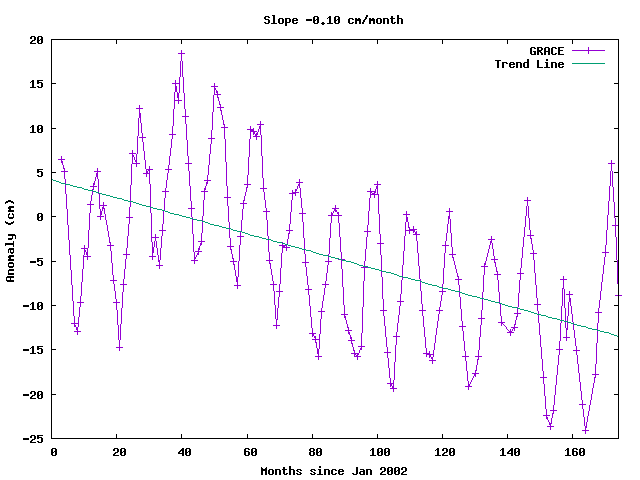 Slope -0.10 cm/month
GRACE
Trend Line
20
15
10
5
0
-5
-10
-15
-20
-25
Anomaly (cm)
0 20 40 60 80 100 120 140 160
Months since Jan 2002